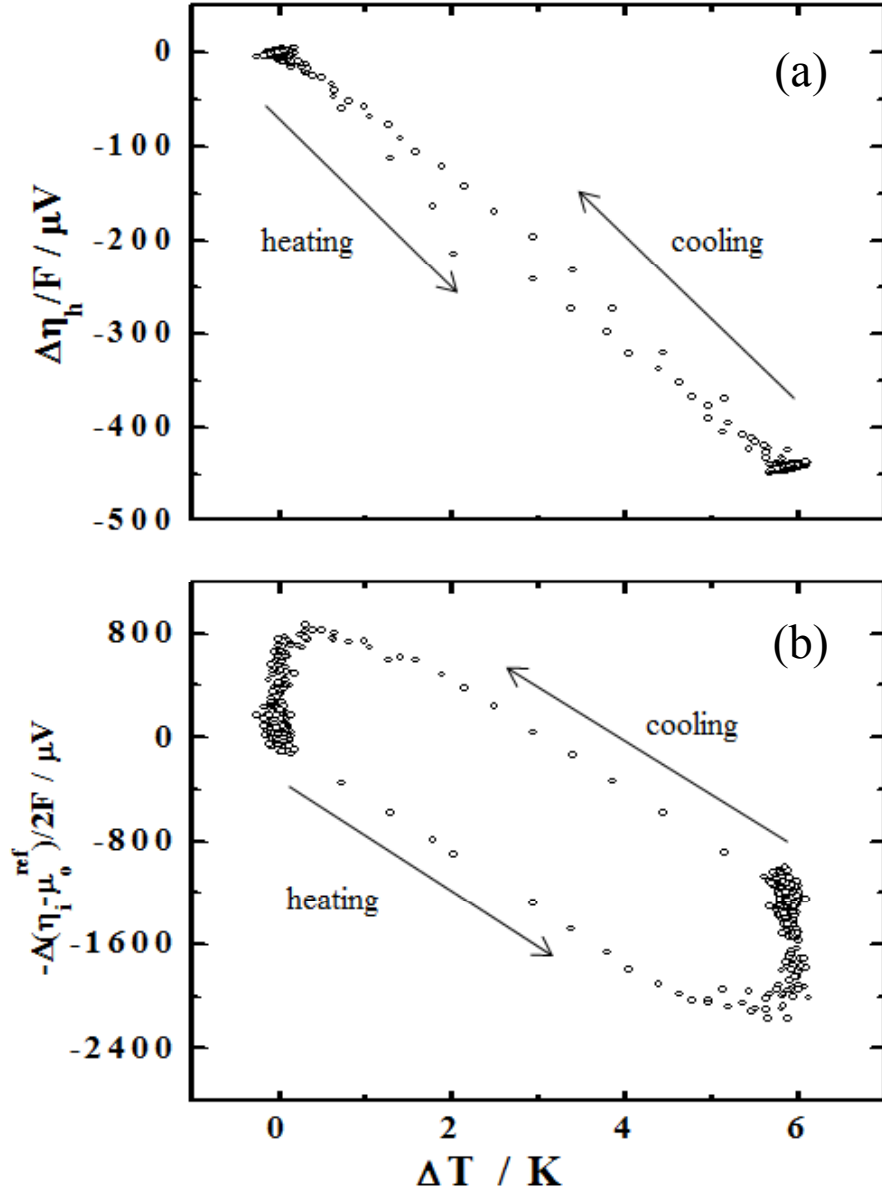 (a)
0
-100
-200
-300
-400
-500
Δη_h/F / μV
heating
cooling
(b)
800
0
-800
-1600
-2400
-Δ(η_i-μ_o^ref)/2F / μV
cooling
heating
0 2 4 6
ΔT / K